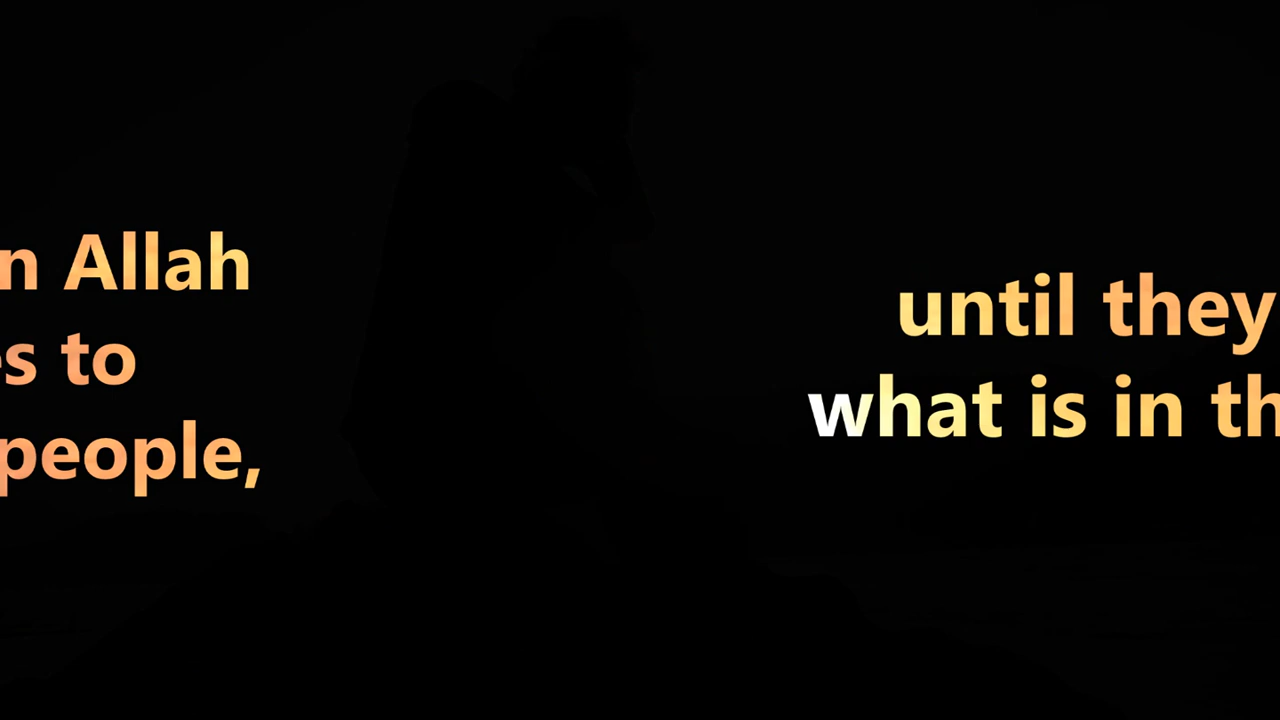 n Allah
s to
people,
until they
what is in th